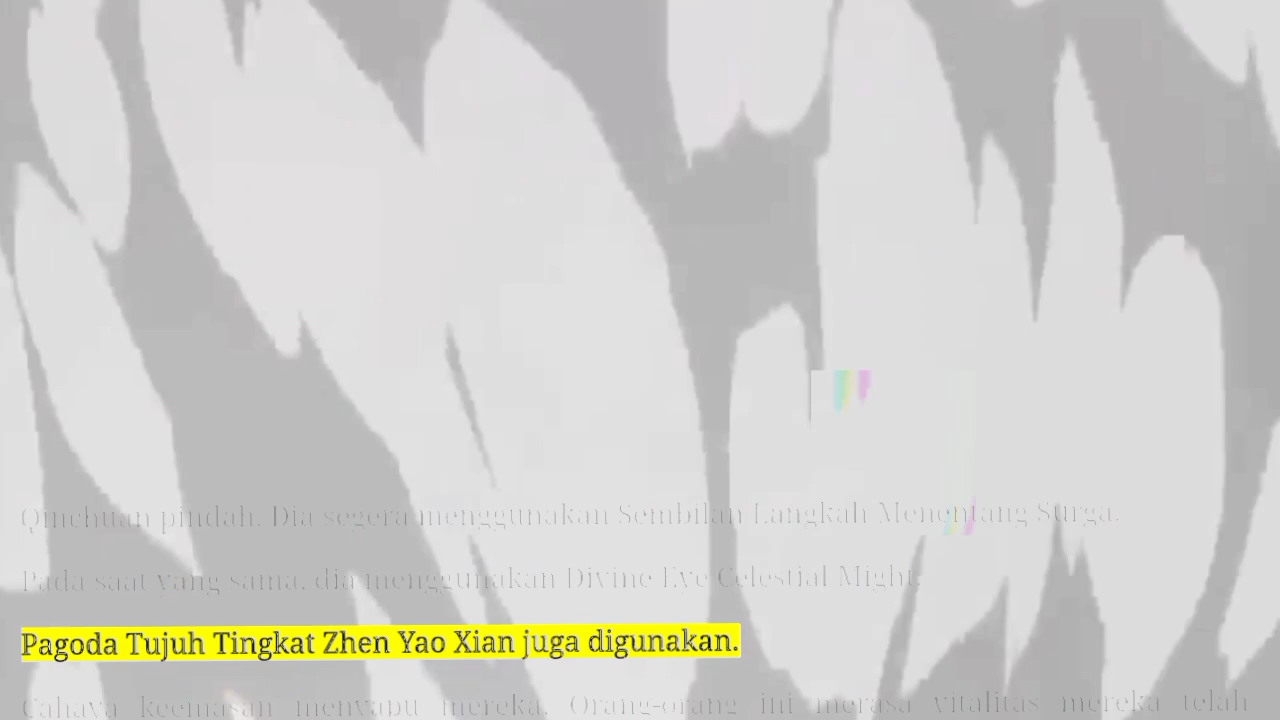 Qinchuan pindah. Dia segera menggunakan Sembilan Langkah Menentang Surga.
Pada saat yang sama, dia menggunakan Divine Eye Celestial Might.
Pagoda Tujuh Tingkat Zhen Yao Xian juga digunakan.
Cahaya keemasan menyapu mereka. Orang-orang ini merasa vitalitas mereka telah